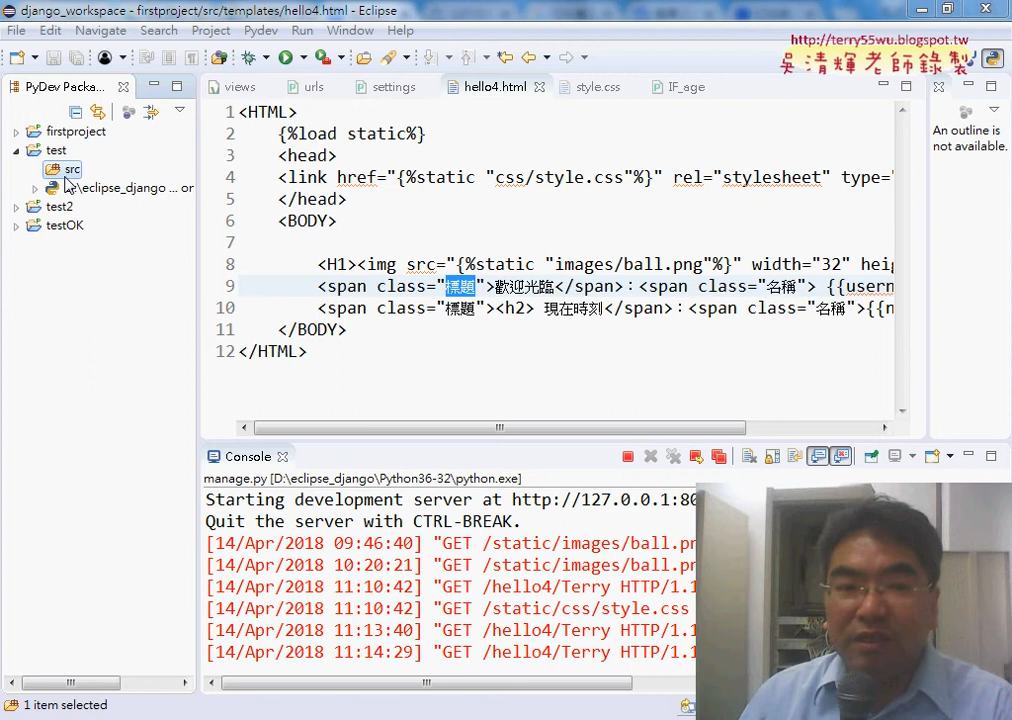 django_workspace - firstproject/src/templates/hello4.html - Eclipse
File Edit Navigate Search Project Pydev Run Window Help
http://terry55wu.blogspot.tw
吳清輝老師錄製
PyDev Packa...
views
urls
settings
hello4.html
style.css
IF_age
firstproject
test
src
\eclipse_django ... or
test2
testOK
An outline is
not available.
1 <HTML>
2 {%load static%}
3 <head>
4 <link href="{%static "css/style.css"%}" rel="stylesheet" type="
5 </head>
6 <BODY>
7
8 <H1><img src="{%static "images/ball.png"%}" width="32" hei
9 <span class="標題">歡迎光臨</span>：<span class="名稱"> {{usern
10 <span class="標題"><h2> 現在時刻</span>：<span class="名稱">{{n
11 </BODY>
12 </HTML>
Console
manage.py [D:\eclipse_django\Python36-32\python.exe]
Starting development server at http://127.0.0.1:80
Quit the server with CTRL-BREAK.
[14/Apr/2018 09:46:40] "GET /static/images/ball.pn
[14/Apr/2018 10:20:21] "GET /static/images/ball.pn
[14/Apr/2018 11:10:42] "GET /hello4/Terry HTTP/1.1
[14/Apr/2018 11:10:42] "GET /static/css/style.css
[14/Apr/2018 11:13:40] "GET /hello4/Terry HTTP/1.1
[14/Apr/2018 11:14:29] "GET /hello4/Terry HTTP/1.1
1 item selected